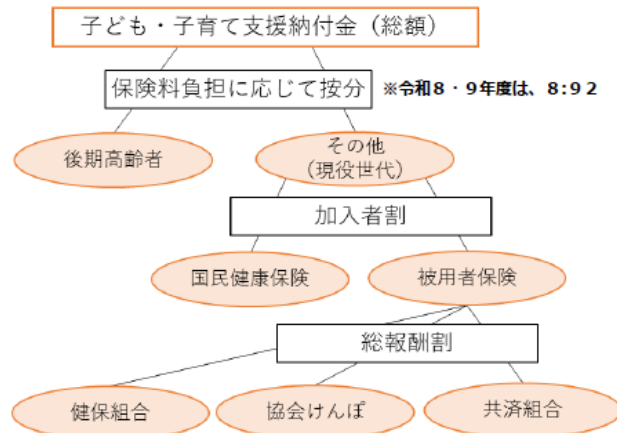 子ども・子育て支援納付金（総額）
保険料負担に応じて按分
※令和８・９年度は、８:９２
後期高齢者
その他
（現役世代）
加入者割
国民健康保険
被用者保険
総報酬割
健保組合
協会けんぽ
共済組合